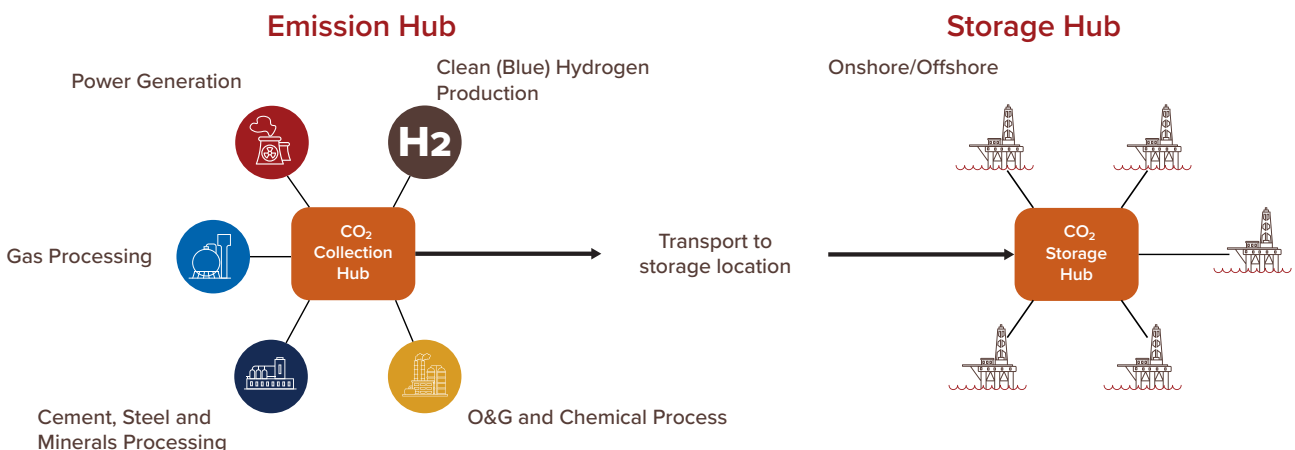 Emission Hub
Storage Hub
Power Generation
Clean (Blue) Hydrogen
Production
Onshore/Offshore
H2
Gas Processing
CO₂
Collection
Hub
Transport to
storage location
CO₂
Storage
Hub
Cement, Steel and
Minerals Processing
O&G and Chemical Process